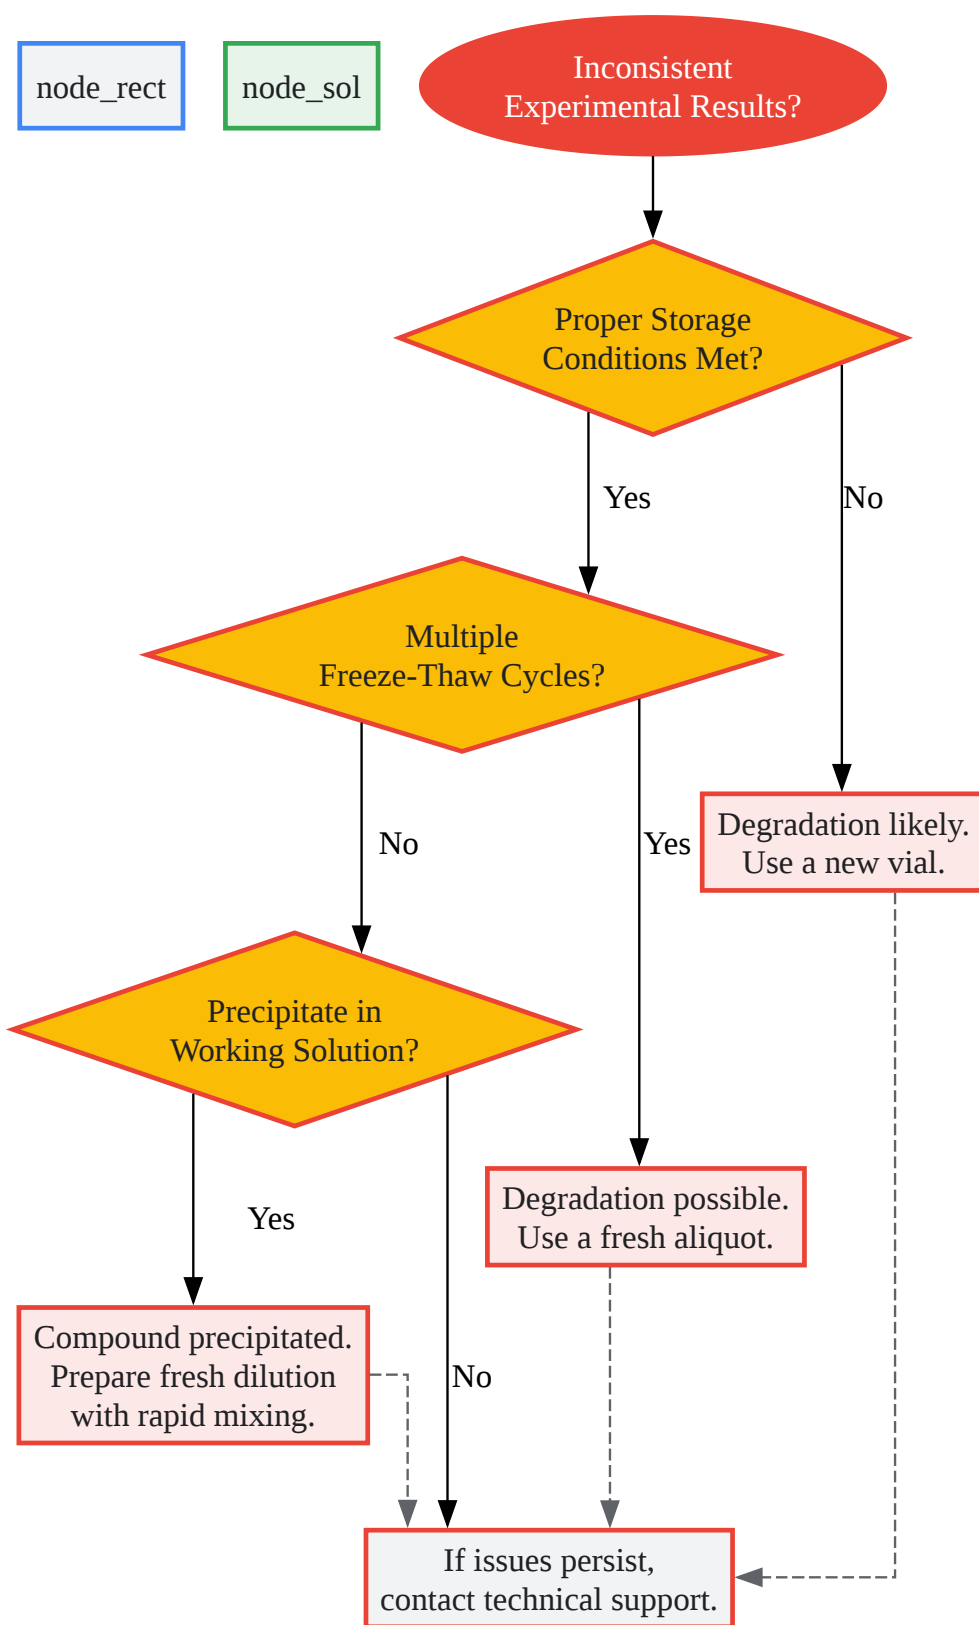 node_rect
node_sol
Inconsistent
Experimental Results?
Proper Storage
Conditions Met?
Yes
No
Multiple
Freeze-Thaw Cycles?
Degradation likely.
Use a new vial.
No
Yes
Precipitate in
Working Solution?
Degradation possible.
Use a fresh aliquot.
Yes
Compound precipitated.
Prepare fresh dilution
with rapid mixing.
No
If issues persist,
contact technical support.